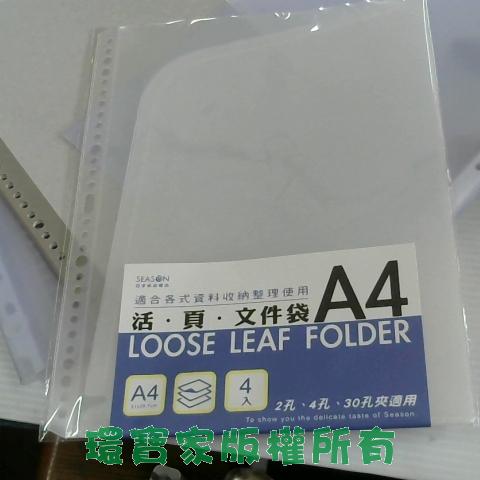 SEASON
適合各式資料收納整理使用
活・頁・文件袋 A4
LOOSE LEAF FOLDER
A4
4入
2孔、4孔、30孔夾適用
To show you the delicate taste of Season.
環寶家版權所有